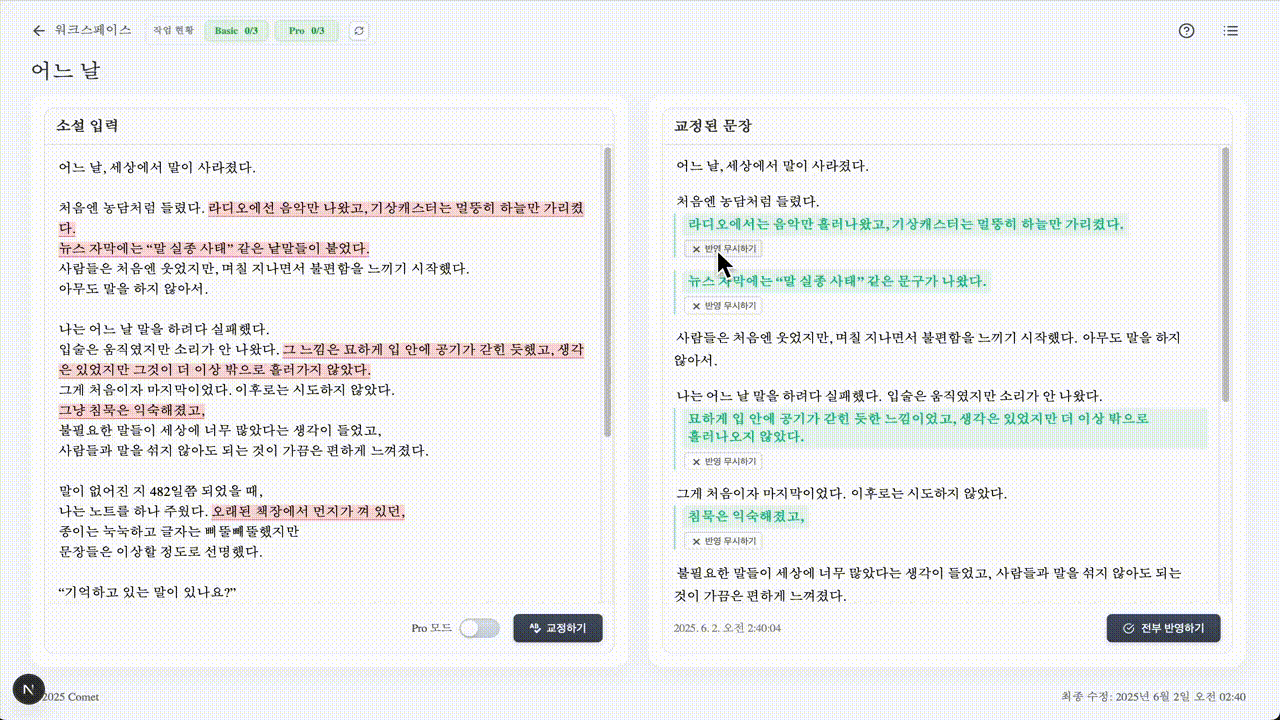 워크스페이스 작업 현황 Basic 0/3 Pro 0/3
어느 날
소설 입력
어느 날, 세상에서 말이 사라졌다.
처음엔 농담처럼 들렸다. 라디오에선 음악만 나왔고, 기상캐스터는 멀뚱히 하늘만 가리켰
다.
뉴스 자막에는 “말 실종 사태” 같은 낱말들이 붙었다.
사람들은 처음엔 웃었지만, 며칠 지나면서 불편함을 느끼기 시작했다.
아무도 말을 하지 않아서.
나는 어느 날 말을 하려다 실패했다.
입술은 움직였지만 소리가 안 나왔다. 그 느낌은 묘하게 입 안에 공기가 갇힌 듯했고, 생각
은 있었지만 그것이 더 이상 밖으로 흘러가지 않았다.
그게 처음이자 마지막이었다. 이후로는 시도하지 않았다.
그냥 침묵은 익숙해졌고,
불필요한 말들이 세상에 너무 많았다는 생각이 들었고,
사람들과 말을 섞지 않아도 되는 것이 가끔은 편하게 느껴졌다.
말이 없어진 지 482일쯤 되었을 때,
나는 노트를 하나 주웠다. 오래된 책장에서 먼지가 껴 있던,
종이는 눅눅하고 글자는 삐뚤빼뚤했지만
문장들은 이상할 정도로 선명했다.
“기억하고 있는 말이 있나요?”
Pro 모드 교정하기
교정된 문장
어느 날, 세상에서 말이 사라졌다.
처음엔 농담처럼 들렸다.
라디오에서는 음악만 흘러나왔고, 기상캐스터는 멀뚱히 하늘만 가리켰다.
반영 무시하기
뉴스 자막에는 “말 실종 사태” 같은 문구가 나왔다.
반영 무시하기
사람들은 처음엔 웃었지만, 며칠 지나면서 불편함을 느끼기 시작했다. 아무도 말을 하지
않아서.
나는 어느 날 말을 하려다 실패했다. 입술은 움직였지만 소리가 안 나왔다.
묘하게 입 안에 공기가 갇힌 듯한 느낌이었고, 생각은 있었지만 더 이상 밖으로
흘러나오지 않았다.
반영 무시하기
그게 처음이자 마지막이었다. 이후로는 시도하지 않았다.
침묵은 익숙해졌고,
반영 무시하기
불필요한 말들이 세상에 너무 많았다는 생각이 들었고, 사람들과 말을 섞지 않아도 되는
것이 가끔은 편하게 느껴졌다.
2025. 6. 2. 오전 2:40:04 전부 반영하기
N 2025 Comet
최종 수정: 2025년 6월 2일 오전 02:40